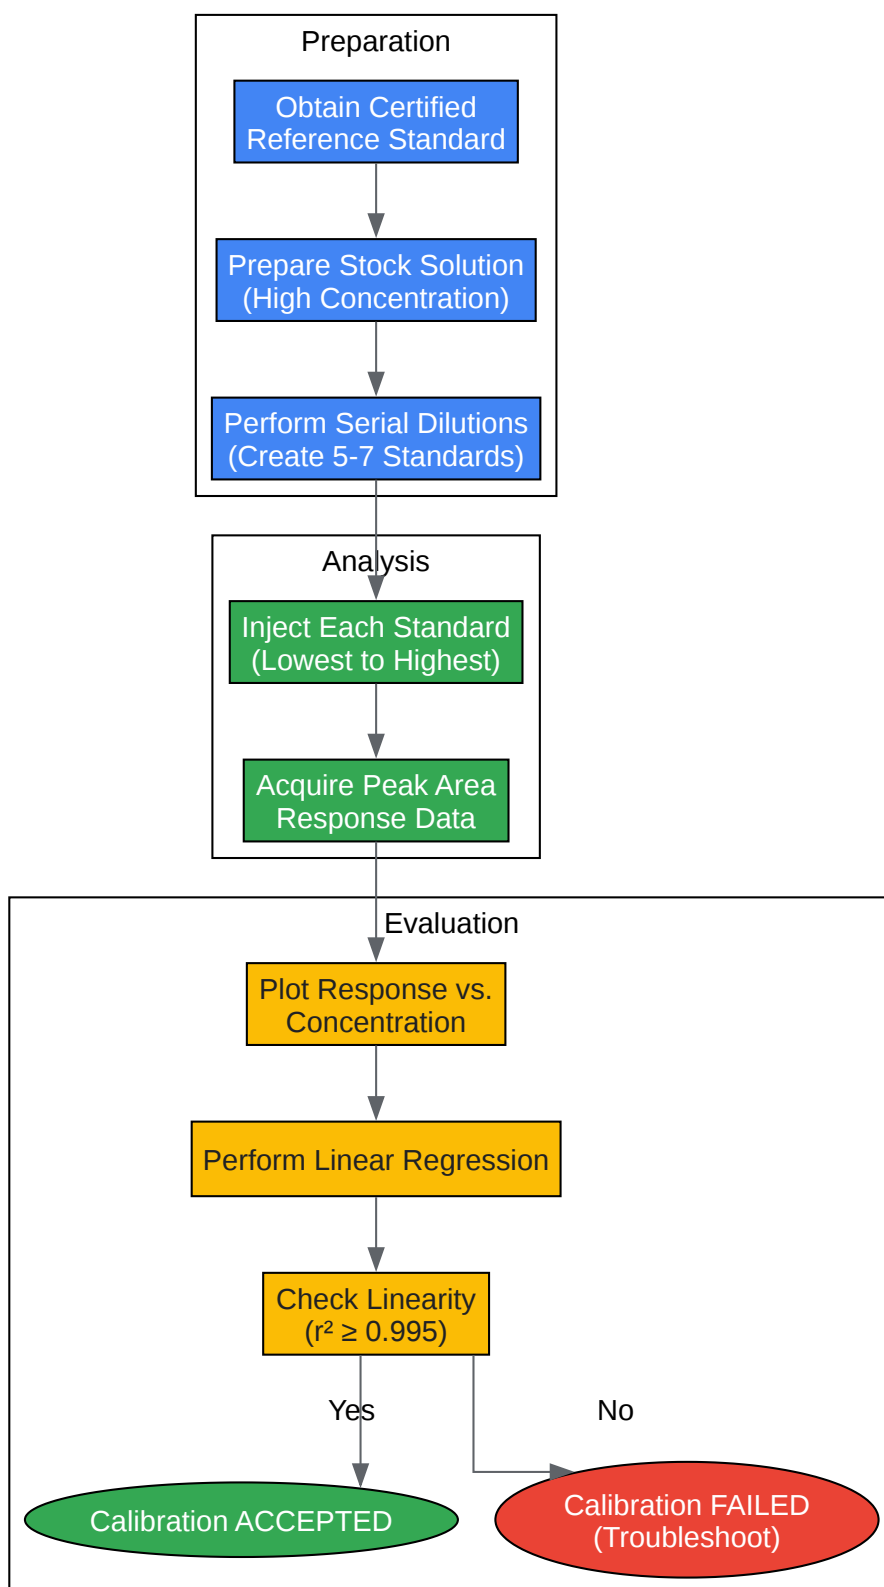 Preparation
Obtain Certified
Reference Standard
Prepare Stock Solution
(High Concentration)
Perform Serial Dilutions
(Create 5-7 Standards)
Analysis
Inject Each Standard
(Lowest to Highest)
Acquire Peak Area
Response Data
Evaluation
Plot Response vs.
Concentration
Perform Linear Regression
Check Linearity
(r² ≥ 0.995)
Yes
No
Calibration ACCEPTED
Calibration FAILED
(Troubleshoot)